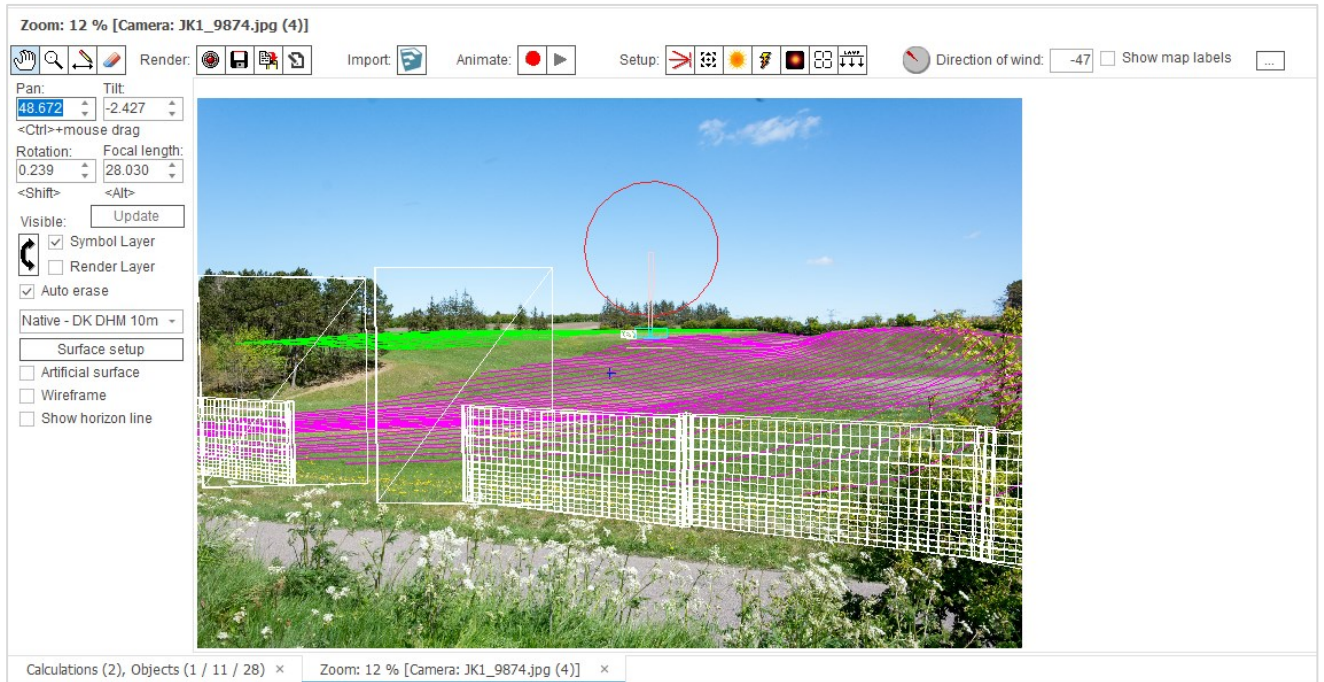 Zoom: 12 % [Camera: JK1_9874.jpg (4)]
Render: Import: Animate: Setup: Direction of wind: -47 Show map labels ...
Pan: Tilt:
48.672 -2.427
<Ctrl>+mouse drag
Rotation: Focal length:
0.239 28.030
<Shift> <Alt>
Visible: Update
Symbol Layer
Render Layer
Auto erase
Native - DK DHM 10m
Surface setup
Artificial surface
Wireframe
Show horizon line
Calculations (2), Objects (1 / 11 / 28) × Zoom: 12 % [Camera: JK1_9874.jpg (4)] ×